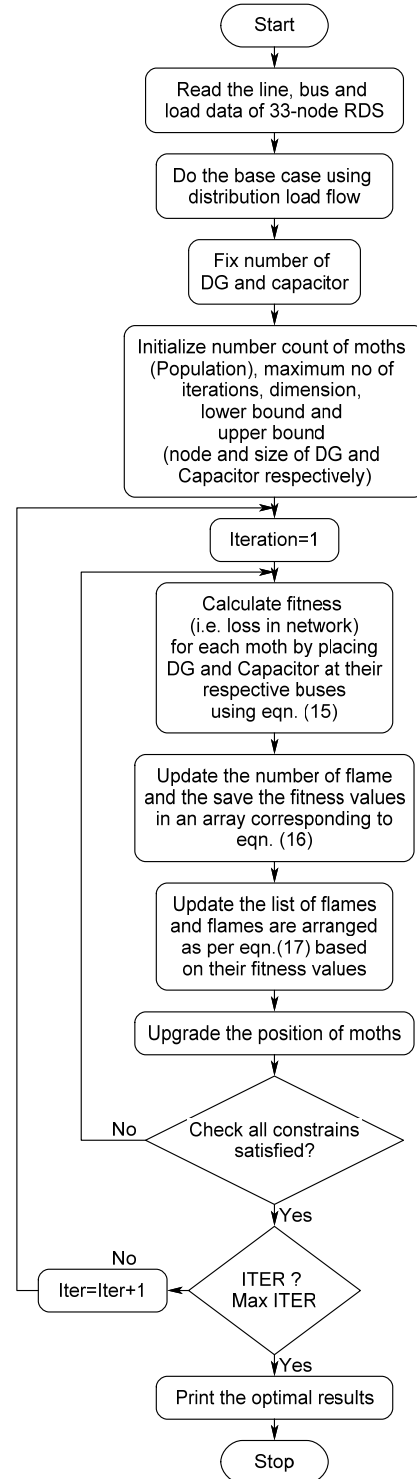 Start
Read the line, bus and
load data of 33-node RDS
Do the base case using
distribution load flow
Fix number of
DG and capacitor
Initialize number count of moths
(Population), maximum no of
iterations, dimension,
lower bound and
upper bound
(node and size of DG and
Capacitor respectively)
Iteration=1
Calculate fitness
(i.e. loss in network)
for each moth by placing
DG and Capacitor at their
respective buses
using eqn. (15)
Update the number of flame
and the save the fitness values
in an array corresponding to
eqn. (16)
Update the list of flames
and flames are arranged
as per eqn.(17) based
on their fitness values
Upgrade the position of moths
No
Check all constrains
satisfied?
Yes
No
Iter=Iter+1
ITER ?
Max ITER
Yes
Print the optimal results
Stop